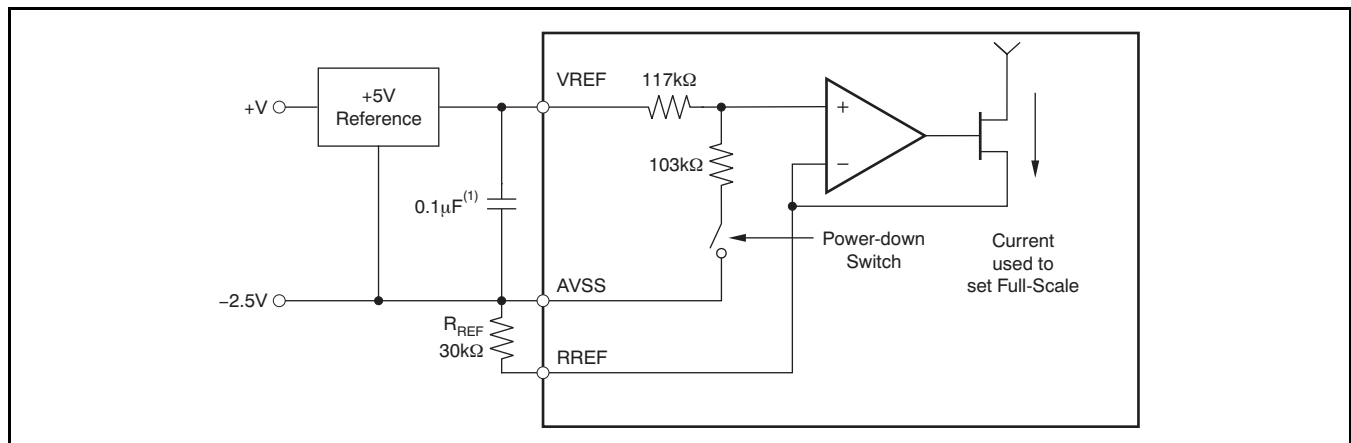 +V
+5V
Reference
VREF
117kΩ
+
−
103kΩ
0.1μF(1)
Power-down
Switch
Current
used to
set Full-Scale
−2.5V
AVSS
RREF
30kΩ
RREF